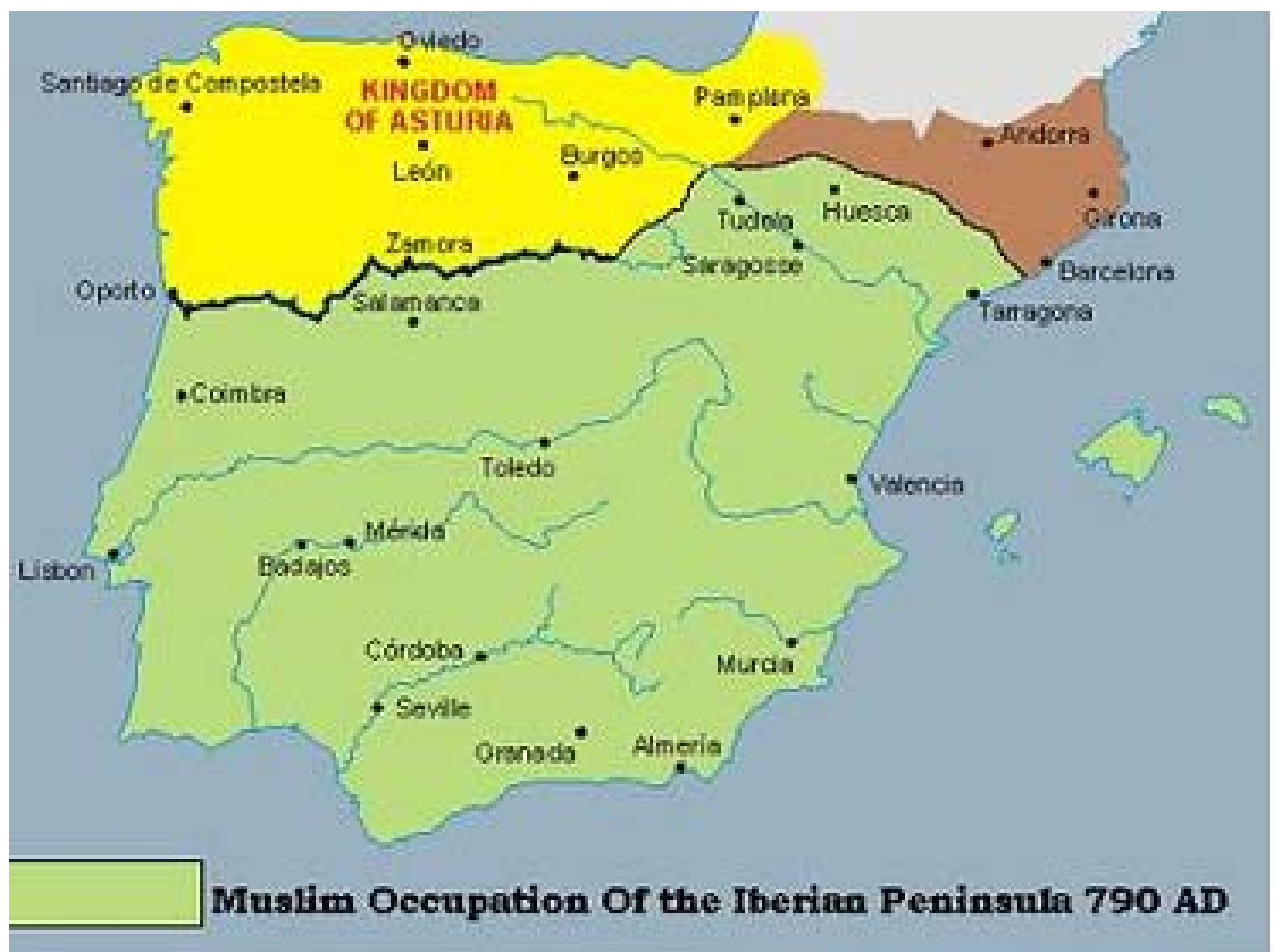 Oviedo
Santiago de Compostela
KINGDOM
OF ASTURIA
Pamplona
Andorra
León
Burgos
Tudela
Huesca
Girona
Zamora
Saragosse
Barcelona
Oporto
Salamanca
Tarragona
Coimbra
Toledo
Valencia
Mérida
Badajos
Lisbon
Córdoba
Murcia
Seville
Granada
Almería
Muslim Occupation Of the Iberian Peninsula 790 AD